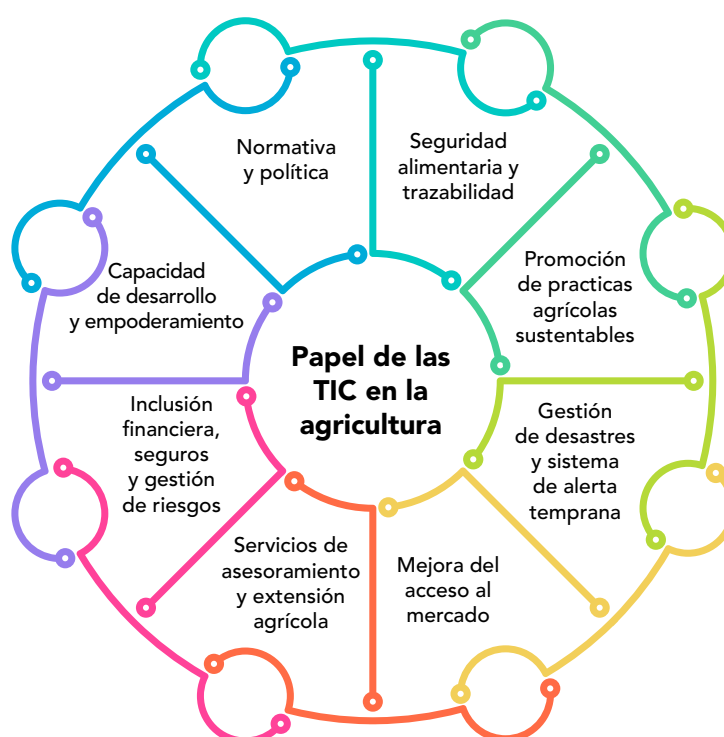 Papel de las
TIC en la
agricultura
Normativa
y política
Seguridad
alimentaria y
trazabilidad
Promoción
de practicas
agrícolas
sustentables
Gestión
de desastres
y sistema
de alerta
temprana
Mejora del
acceso al
mercado
Servicios de
asesoramiento
y extensión
agrícola
Inclusión
financiera,
seguros
y gestión
de riesgos
Capacidad
de desarrollo
y empoderamiento